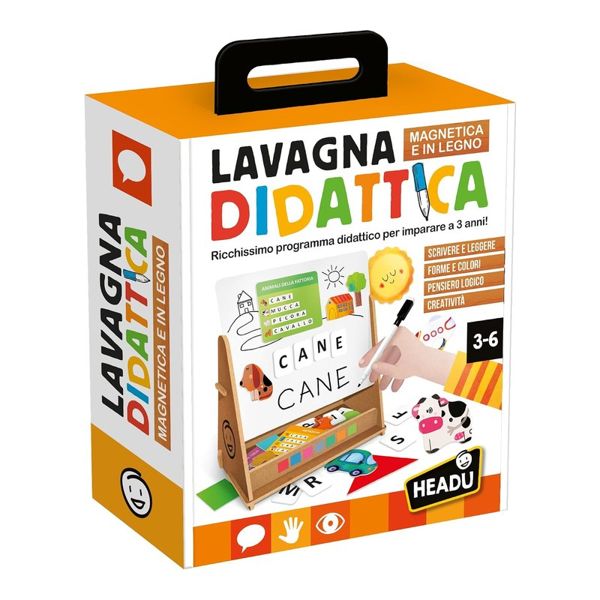 LAVAGNA
DIDATTICA
MAGNETICA E IN LEGNO
LAVAGNA
MAGNETICA
E IN LEGNO
DIDATTICA
Ricchissimo programma didattico per imparare a 3 anni!
SCRIVERE E LEGGERE
FORME E COLORI
PENSIERO LOGICO
CREATIVITÀ
3-6
ANIMALI DELLA FATTORIA
CANE
MUCCA
PECORA
CAVALLO
CANE
CANE
S
F
R
M
R
HEADU